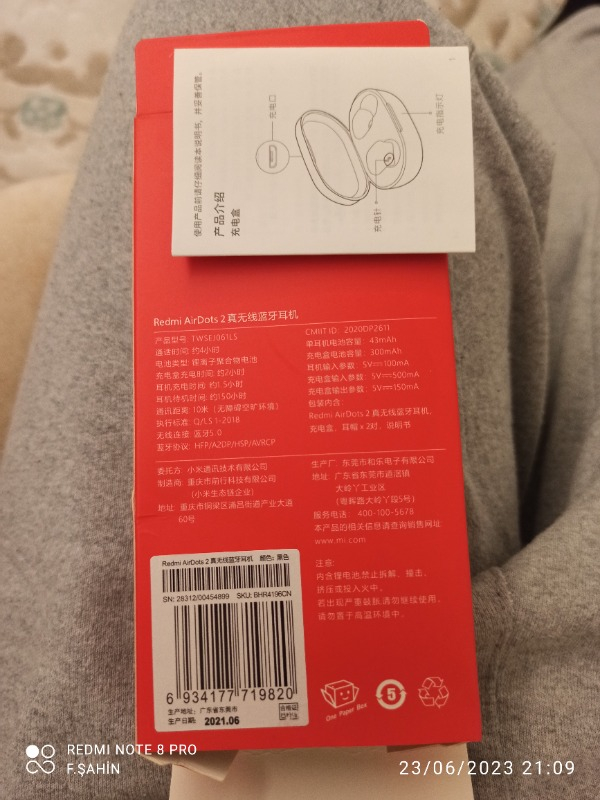 使用产品前请仔细阅读本说明书，并妥善保管。
产品介绍
充电盒
充电口
充电针
充电指示灯
1
Redmi AirDots 2 真无线蓝牙耳机
产品型号: TWSEJ061LS
通话时间: 约4小时
电池类型: 锂离子聚合物电池
充电盒充电时间: 约2小时
耳机充电时间: 约1.5小时
耳机待机时间: 约150小时
通讯距离: 10米（无障碍空旷环境）
执行标准: Q/LS 1-2018
无线连接: 蓝牙5.0
蓝牙协议: HFP/A2DP/HSP/AVRCP
CMIIT ID: 2020DP2611
单耳机电池容量: 43mAh
充电盒电池容量: 300mAh
耳机输入参数: 5V⎓100mA
充电盒输入参数: 5V⎓500mA
充电盒输出参数: 5V⎓150mA
包装内含:
Redmi AirDots 2 真无线蓝牙耳机、
充电盒、耳帽 x 2对、说明书
委托方: 小米通讯技术有限公司
制造商: 重庆市前行科技有限公司
(小米生态链企业)
地址: 重庆市铜梁区蒲吕街道产业大道
60号
生产厂: 东莞市和乐电子有限公司
地址: 广东省东莞市道滘镇
大岭丫工业区
(粤晖路大岭丫段5号)
服务电话: 400-100-5678
本产品的相关信息请查询销售网址:
www.mi.com
注意:
内含锂电池,禁止拆解、撞击、
挤压或投入火中。
若出现严重鼓胀,请勿继续使用。
请勿置于高温环境中。
Redmi AirDots 2 真无线蓝牙耳机 颜色: 黑色
SN: 28312/00454899 SKU: BHR4196CN
6 934177 719820
生产地址: 广东省东莞市
生产日期: 2021.06
合格证
One Paper Box
5
REDMI NOTE 8 PRO
F.ŞAHİN
23/06/2023 21:09